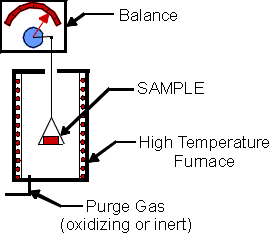 Balance
SAMPLE
High Temperature
Furnace
Purge Gas
(oxidizing or inert)